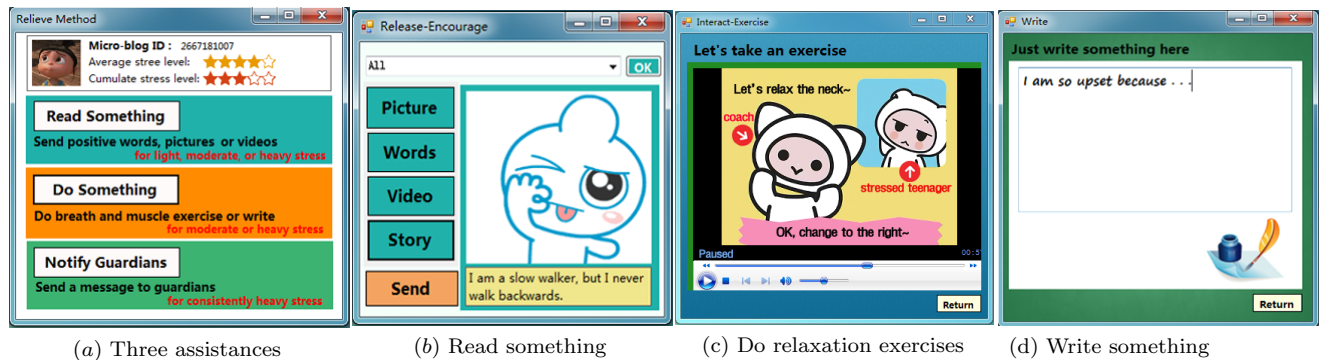 Relieve Method
Micro-blog ID : 2667181007
Average stree level:
Cumulate stress level:
Read Something
Send positive words, pictures or videos
for light, moderate, or heavy stress
Do Something
Do breath and muscle exercise or write
for moderate or heavy stress
Notify Guardians
Send a message to guardians
for consistently heavy stress
(a) Three assistances
Release-Encourage
All
OK
Picture
Words
Video
Story
Send
I am a slow walker, but I never
walk backwards.
(b) Read something
Interact-Exercise
Let's take an exercise
Let's relax the neck~
coach
stressed teenager
OK, change to the right~
Paused
Return
(c) Do relaxation exercises
Write
Just write something here
I am so upset because . . .
Return
(d) Write something